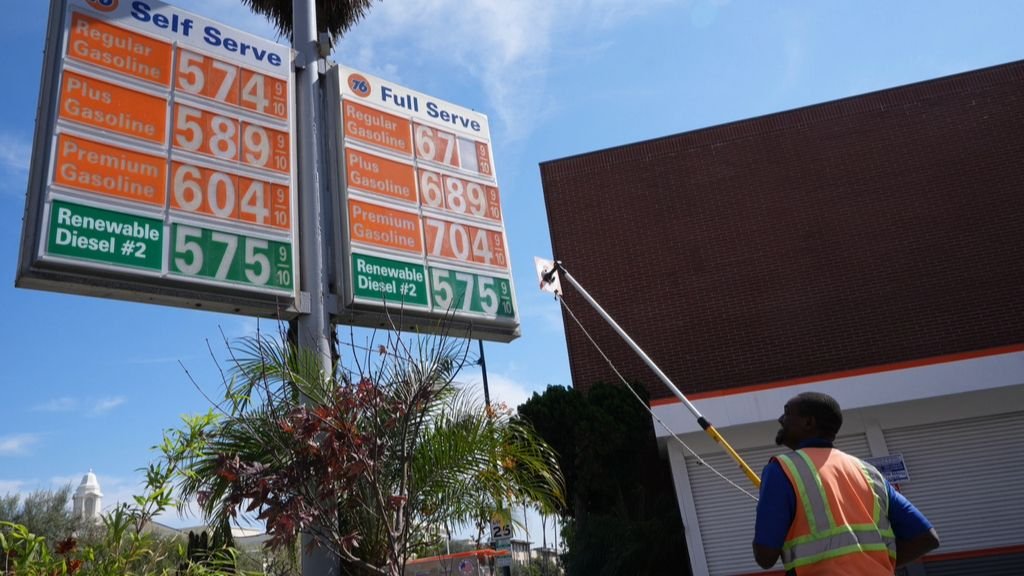 76 Self Serve
Regular
Gasoline
574 9/10
Plus
Gasoline
589 9/10
Premium
Gasoline
604 9/10
Renewable
Diesel #2
575 9/10
76 Full Serve
Regular
Gasoline
67 9/10
Plus
Gasoline
689 9/10
Premium
Gasoline
704 9/10
Renewable
Diesel #2
575 9/10
25